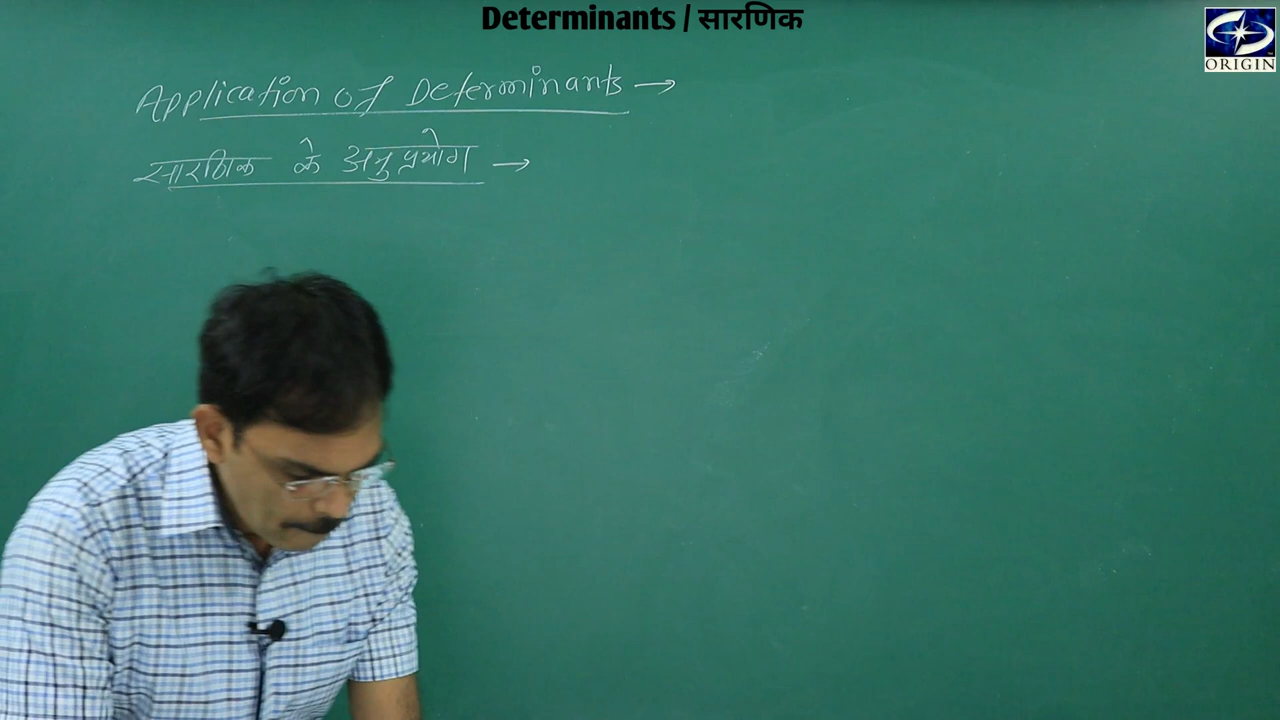 Determinants / सारणिक
ORIGIN
Application of Determinants →
सारणिक के अनुप्रयोग →